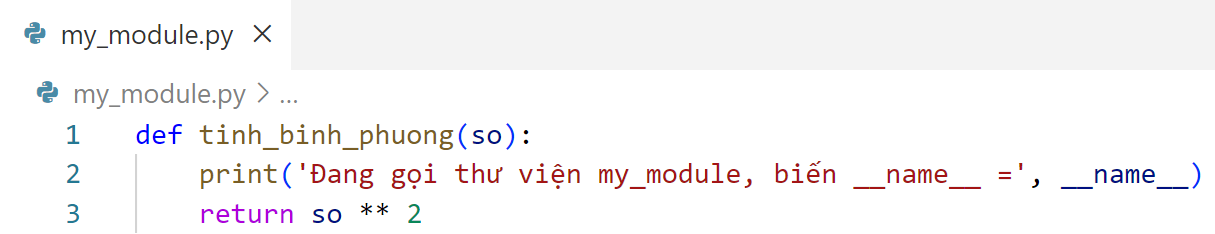 my_module.py ×
my_module.py > ...
1 def tinh_binh_phuong(so):
2 print('Đang gọi thư viện my_module, biến __name__ =', __name__)
3 return so ** 2